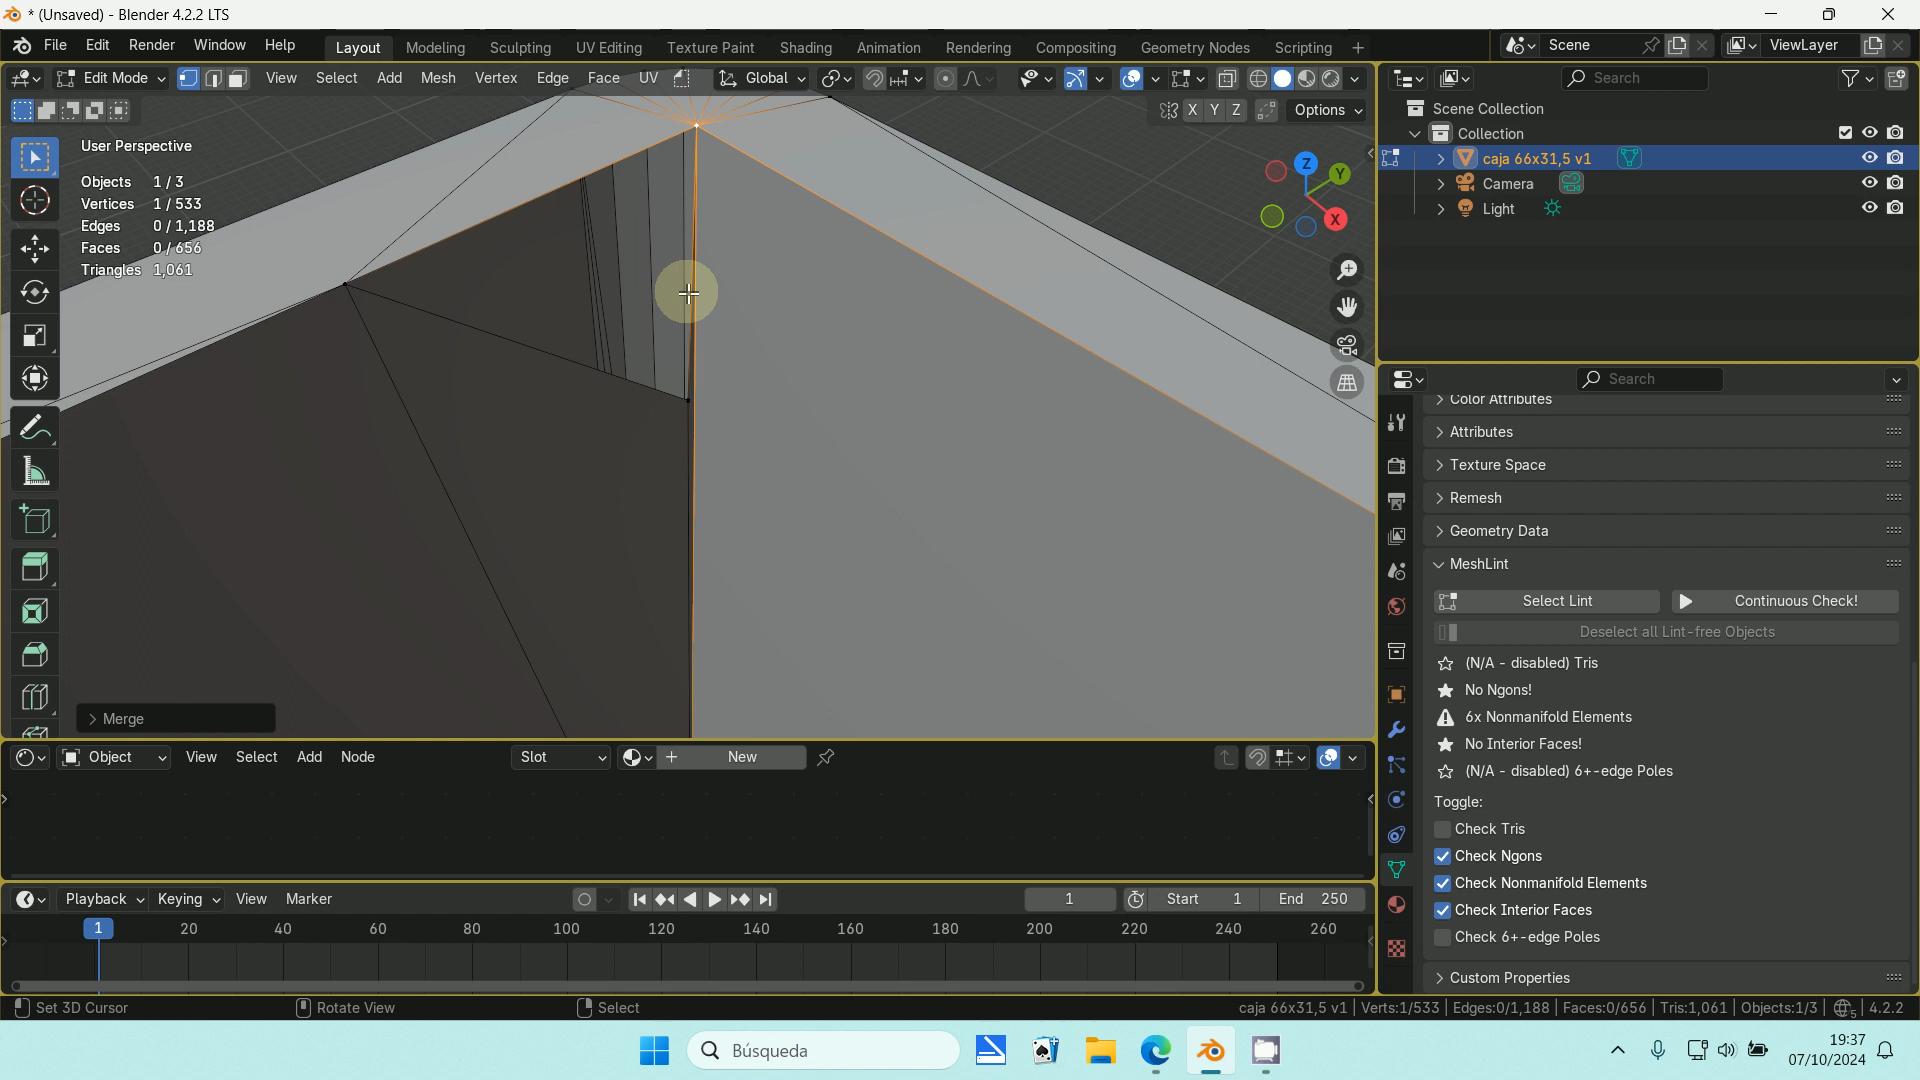 * (Unsaved) - Blender 4.2.2 LTS
File Edit Render Window Help Layout Modeling Sculpting UV Editing Texture Paint Shading Animation Rendering Compositing Geometry Nodes Scripting + Scene ViewLayer
Edit Mode View Select Add Mesh Vertex Edge Face UV Global
X Y Z Options
User Perspective
Objects 1 / 3
Vertices 1 / 533
Edges 0 / 1,188
Faces 0 / 656
Triangles 1,061
Z
Y
X
> Merge
Search
Scene Collection
Collection
caja 66x31,5 v1
Camera
Light
Search
Color Attributes
Attributes
Texture Space
Remesh
Geometry Data
MeshLint
Select Lint Continuous Check!
Deselect all Lint-free Objects
(N/A - disabled) Tris
No Ngons!
6x Nonmanifold Elements
No Interior Faces!
(N/A - disabled) 6+-edge Poles
Toggle:
Check Tris
Check Ngons
Check Nonmanifold Elements
Check Interior Faces
Check 6+-edge Poles
Custom Properties
Object View Select Add Node Slot + New
Playback Keying View Marker 1 Start 1 End 250
1 20 40 60 80 100 120 140 160 180 200 220 240 260
Set 3D Cursor Rotate View Select caja 66x31,5 v1 | Verts:1/533 | Edges:0/1,188 | Faces:0/656 | Tris:1,061 | Objects:1/3 | 5 | 4.2.2
Búsqueda
19:37
07/10/2024